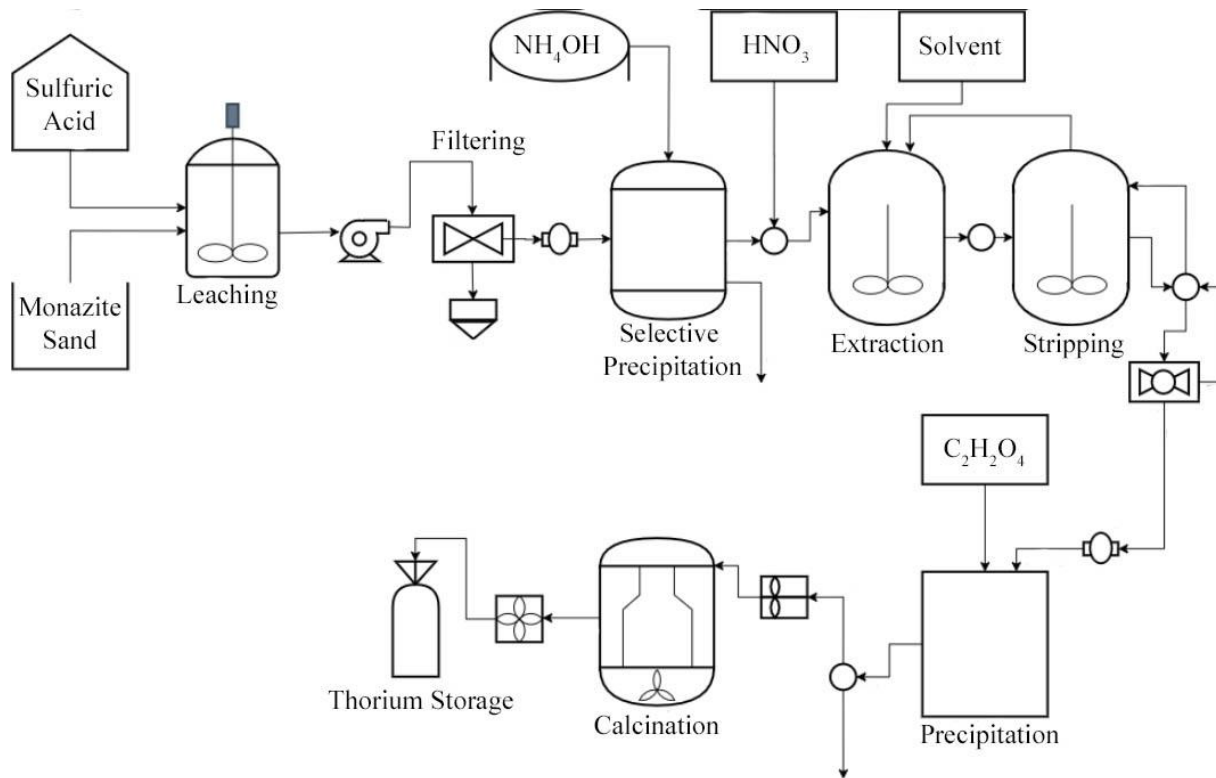 NH₄OH
HNO₃
Solvent
Sulfuric
Acid
Filtering
Leaching
Monazite
Sand
Selective
Precipitation
Extraction
Stripping
C₂H₂O₄
Thorium Storage
Calcination
Precipitation